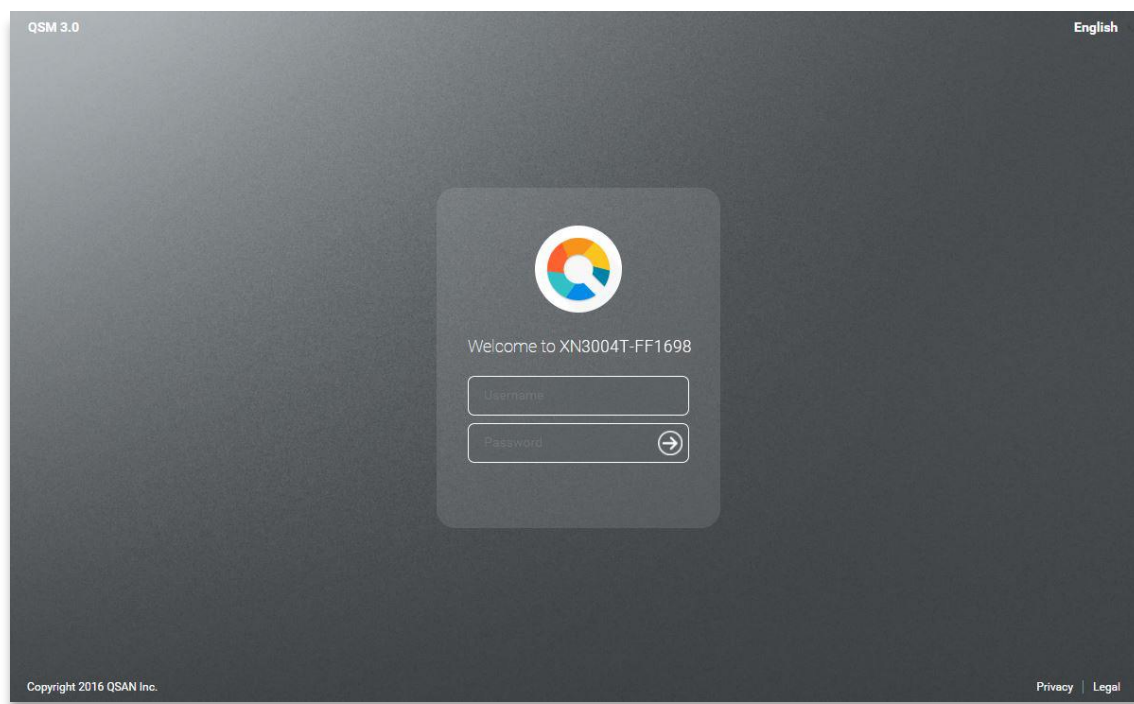 QSM 3.0
English
Welcome to XN3004T-FF1698
Username
Password
Copyright 2016 QSAN Inc.
Privacy | Legal